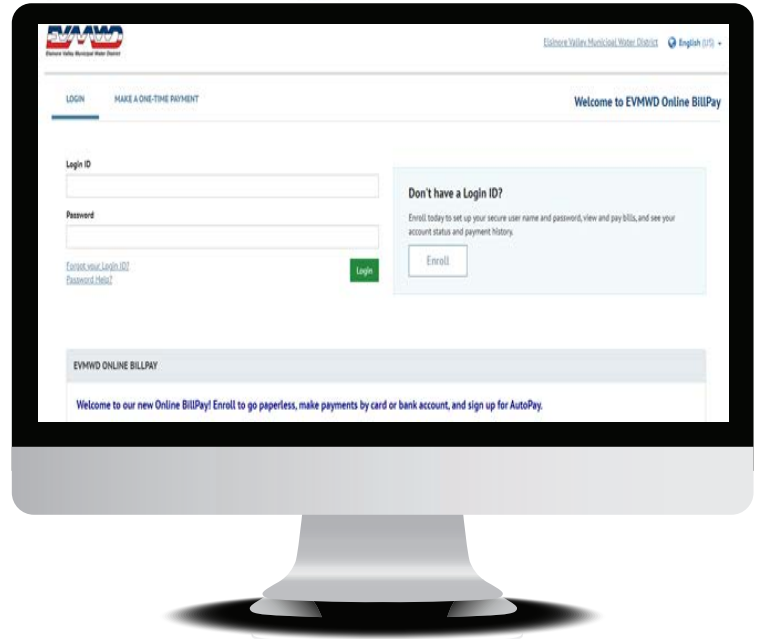 EVMWD
Elsinore Valley Municipal Water District
Elsinore Valley Municipal Water District English (US)
LOGIN MAKE A ONE-TIME PAYMENT
Welcome to EVMWD Online BillPay
Login ID
Password
Forgot your Login ID?
Password Help?
Login
Don't have a Login ID?
Enroll today to set up your secure user name and password, view and pay bills, and see your
account status and payment history.
Enroll
EVMWD ONLINE BILLPAY
Welcome to our new Online BillPay! Enroll to go paperless, make payments by card or bank account, and sign up for AutoPay.